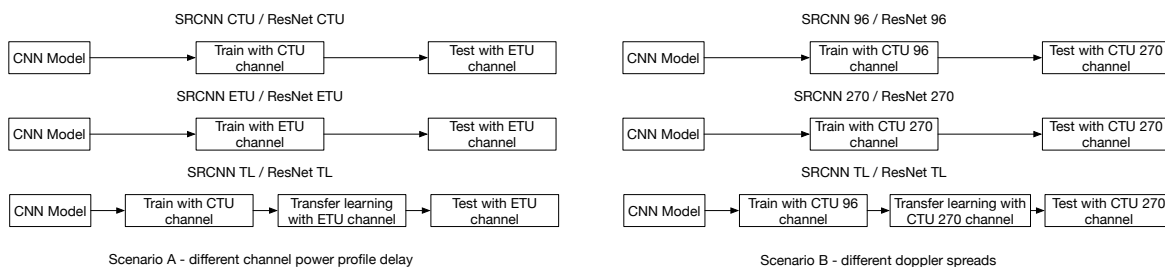 SRCNN CTU / ResNet CTU
CNN Model
Train with CTU
channel
Test with ETU
channel
SRCNN ETU / ResNet ETU
CNN Model
Train with ETU
channel
Test with ETU
channel
SRCNN TL / ResNet TL
CNN Model
Train with CTU
channel
Transfer learning
with ETU channel
Test with ETU
channel
Scenario A - different channel power profile delay
SRCNN 96 / ResNet 96
CNN Model
Train with CTU 96
channel
Test with CTU 270
channel
SRCNN 270 / ResNet 270
CNN Model
Train with CTU 270
channel
Test with CTU 270
channel
SRCNN TL / ResNet TL
CNN Model
Train with CTU 96
channel
Transfer learning with
CTU 270 channel
Test with CTU 270
channel
Scenario B - different doppler spreads